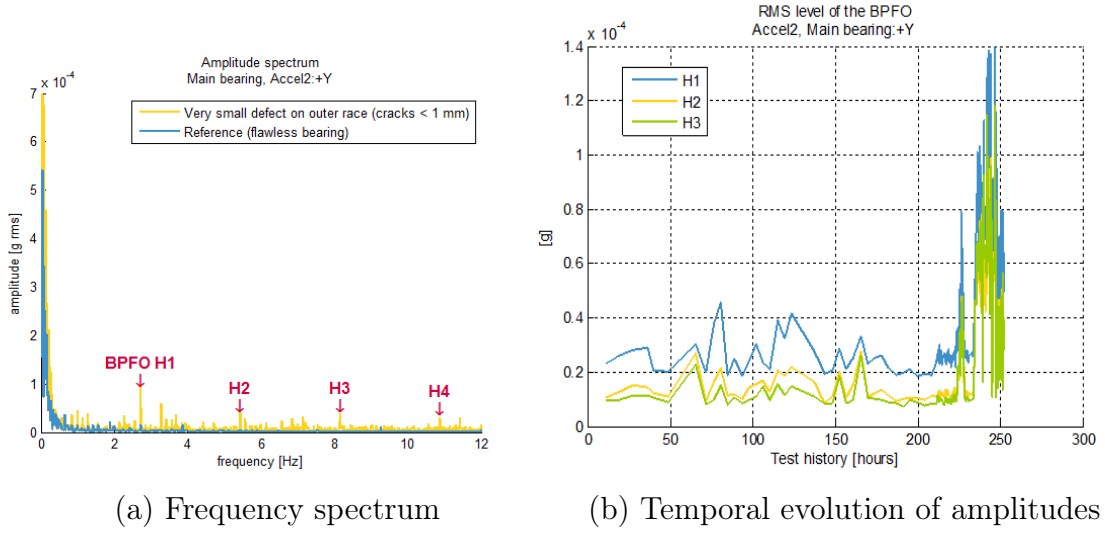 Amplitude spectrum
Main bearing, Accel2:+Y
x 10⁻⁴
7
6
5
4
3
2
1
0
amplitude [g rms]
Very small defect on outer race (cracks < 1 mm)
Reference (flawless bearing)
BPFO H1
H2
H3
H4
0 2 4 6 8 10 12
frequency [Hz]
(a) Frequency spectrum
RMS level of the BPFO
Accel2, Main bearing:+Y
x 10⁻⁴
1.4
1.2
1
0.8
0.6
0.4
0.2
0
[g]
H1
H2
H3
0 50 100 150 200 250 300
Test history [hours]
(b) Temporal evolution of amplitudes